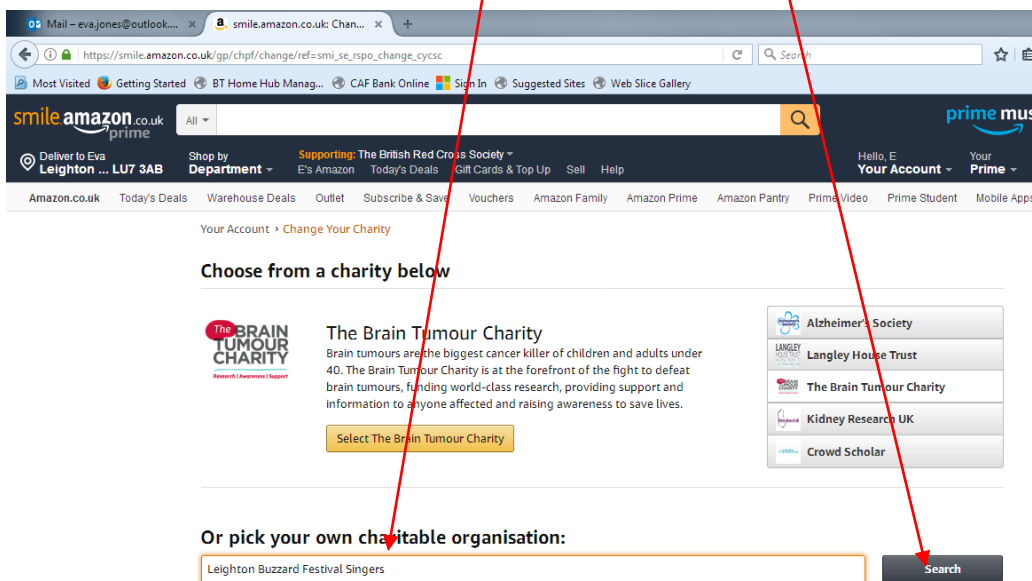 Mail – eva.jones@outlook.... × smile.amazon.co.uk: Chan... × +
https://smile.amazon.co.uk/gp/chpf/change/ref=smi_se_rspo_change_cycsc Search
Most Visited Getting Started BT Home Hub Manag... CAF Bank Online Sign In Suggested Sites Web Slice Gallery
smile.amazon.co.uk All prime mus
prime
Deliver to Eva Shop by Supporting: The British Red Cross Society Hello, E Your
Leighton ... LU7 3AB Department E's Amazon Today's Deals Gift Cards & Top Up Sell Help Your Account Prime
Amazon.co.uk Today's Deals Warehouse Deals Outlet Subscribe & Save Vouchers Amazon Family Amazon Prime Amazon Pantry Prime Video Prime Student Mobile Apps
Your Account › Change Your Charity
Choose from a charity below
The BRAIN
TUMOUR
CHARITY
Research | Awareness | Support
The Brain Tumour Charity
Brain tumours are the biggest cancer killer of children and adults under
40. The Brain Tumour Charity is at the forefront of the fight to defeat
brain tumours, funding world-class research, providing support and
information to anyone affected and raising awareness to save lives.
Select The Brain Tumour Charity
Alzheimer's Society
Langley House Trust
The Brain Tumour Charity
Kidney Research UK
Crowd Scholar
Or pick your own charitable organisation:
Leighton Buzzard Festival Singers Search